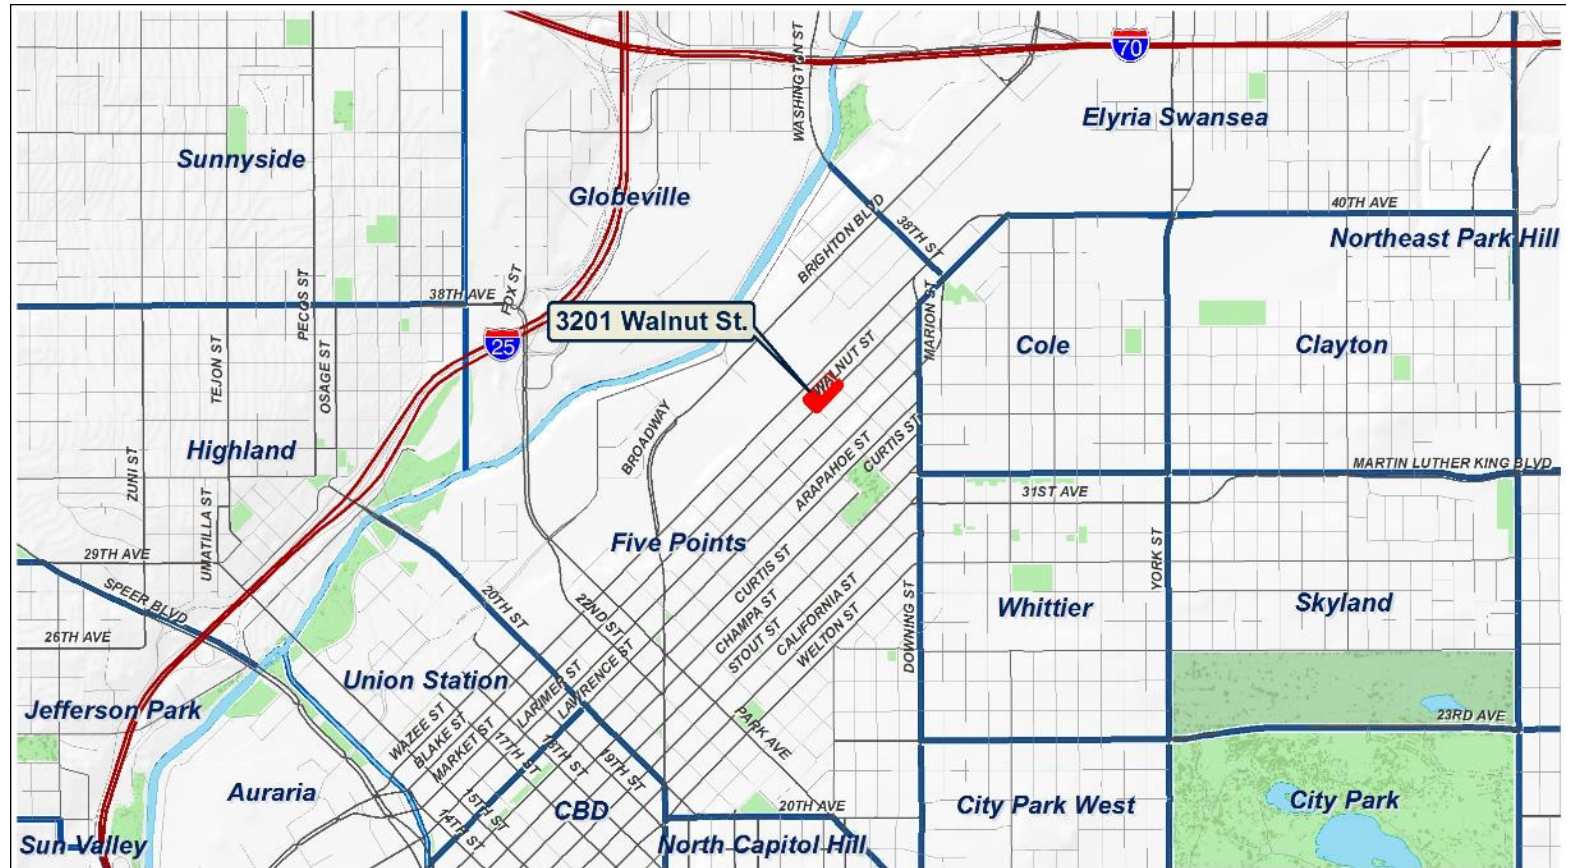 WASHINGTON ST
70
Elyria Swansea
Sunnyside
Globeville
BRIGHTON BLVD
38TH ST
40TH AVE
Northeast Park Hill
PECOS ST
38TH AVE
FOX ST
3201 Walnut St.
25
MARION ST
WALNUT ST
Cole
Clayton
TEJON ST
OSAGE ST
Highland
BROADWAY
ARAPAHOE ST
CURTIS ST
MARTIN LUTHER KING BLVD
ZUNI ST
UMATILLA ST
31ST AVE
YORK ST
Five Points
29TH AVE
SPEER BLVD
20TH ST
22ND ST
CURTIS ST
CHAMPA ST
STOUT ST
CALIFORNIA ST
WELTON ST
DOWNING ST
Whittier
Skyland
26TH AVE
Union Station
LARIMER ST
LAWRENCE ST
Jefferson Park
WAZEE ST
BLAKE ST
MARKET ST
17TH ST
18TH ST
19TH ST
PARK AVE
23RD AVE
Auraria
15TH ST
14TH ST
CBD
20TH AVE
City Park West
City Park
Sun Valley
North Capitol Hill